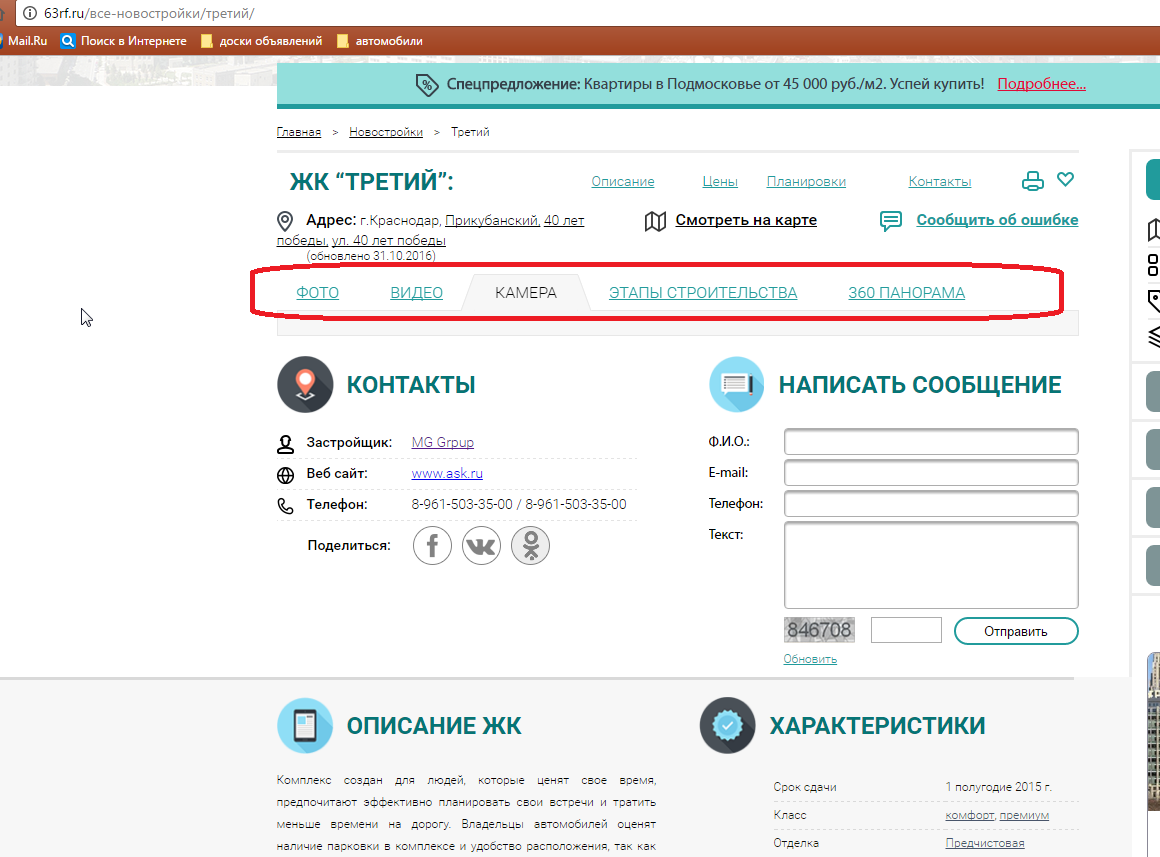 63rf.ru/все-новостройки/третий/
Mail.Ru Поиск в Интернете доски объявлений автомобили
Спецпредложение: Квартиры в Подмосковье от 45 000 руб./м2. Успей купить! Подробнее...
Главная > Новостройки > Третий
ЖК “ТРЕТИЙ”: Описание Цены Планировки Контакты
Адрес: г.Краснодар, Прикубанский, 40 лет
победы, ул. 40 лет победы
(обновлено 31.10.2016)
Смотреть на карте Сообщить об ошибке
ФОТО ВИДЕО КАМЕРА ЭТАПЫ СТРОИТЕЛЬСТВА 360 ПАНОРАМА
КОНТАКТЫ
Застройщик: MG Grpup
Веб сайт: www.ask.ru
Телефон: 8-961-503-35-00 / 8-961-503-35-00
Поделиться:
НАПИСАТЬ СООБЩЕНИЕ
Ф.И.О.:
E-mail:
Телефон:
Текст:
846708 Отправить
Обновить
ОПИСАНИЕ ЖК
Комплекс создан для людей, которые ценят свое время,
предпочитают эффективно планировать свои встречи и тратить
меньше времени на дорогу. Владельцы автомобилей оценят
наличие парковки в комплексе и удобство расположения, так как
ХАРАКТЕРИСТИКИ
Срок сдачи 1 полугодие 2015 г.
Класс комфорт, премиум
Отделка Предчистовая